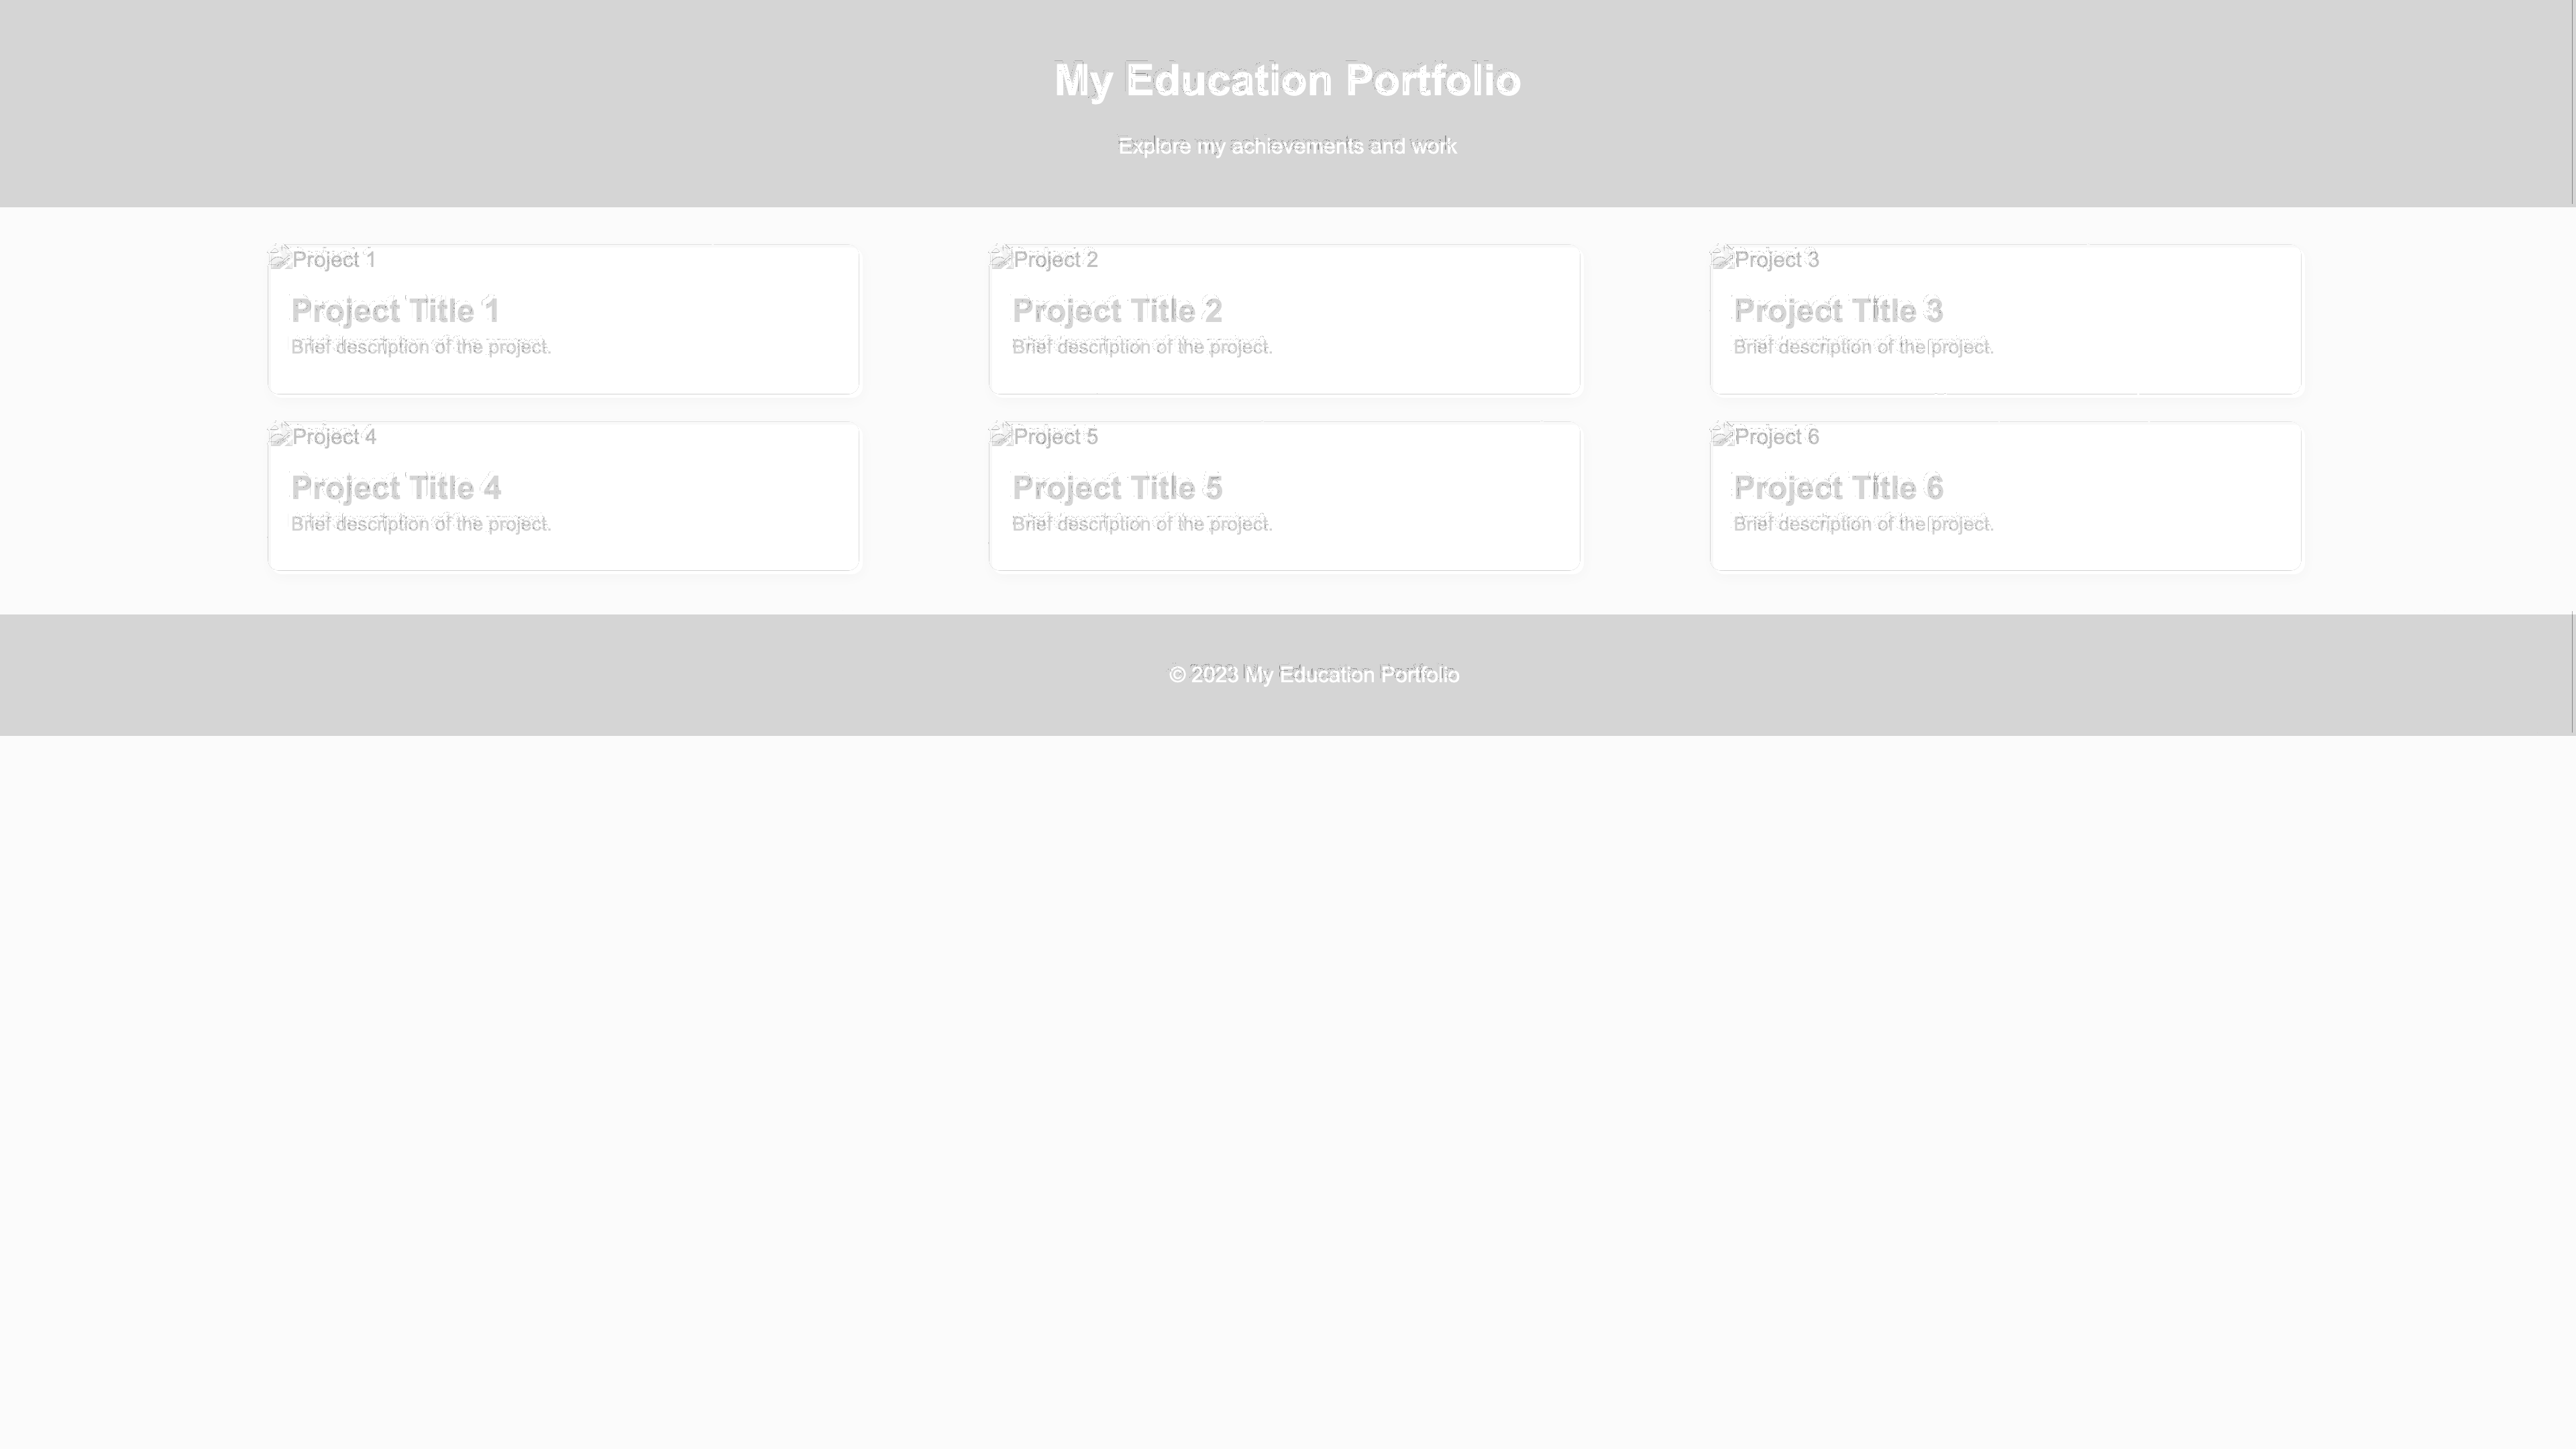 My Education Portfolio
Explore my achievements and work
Project 1
Project Title 1
Brief description of the project.
Project 2
Project Title 2
Brief description of the project.
Project 3
Project Title 3
Brief description of the project.
Project 4
Project Title 4
Brief description of the project.
Project 5
Project Title 5
Brief description of the project.
Project 6
Project Title 6
Brief description of the project.
© 2023 My Education Portfolio